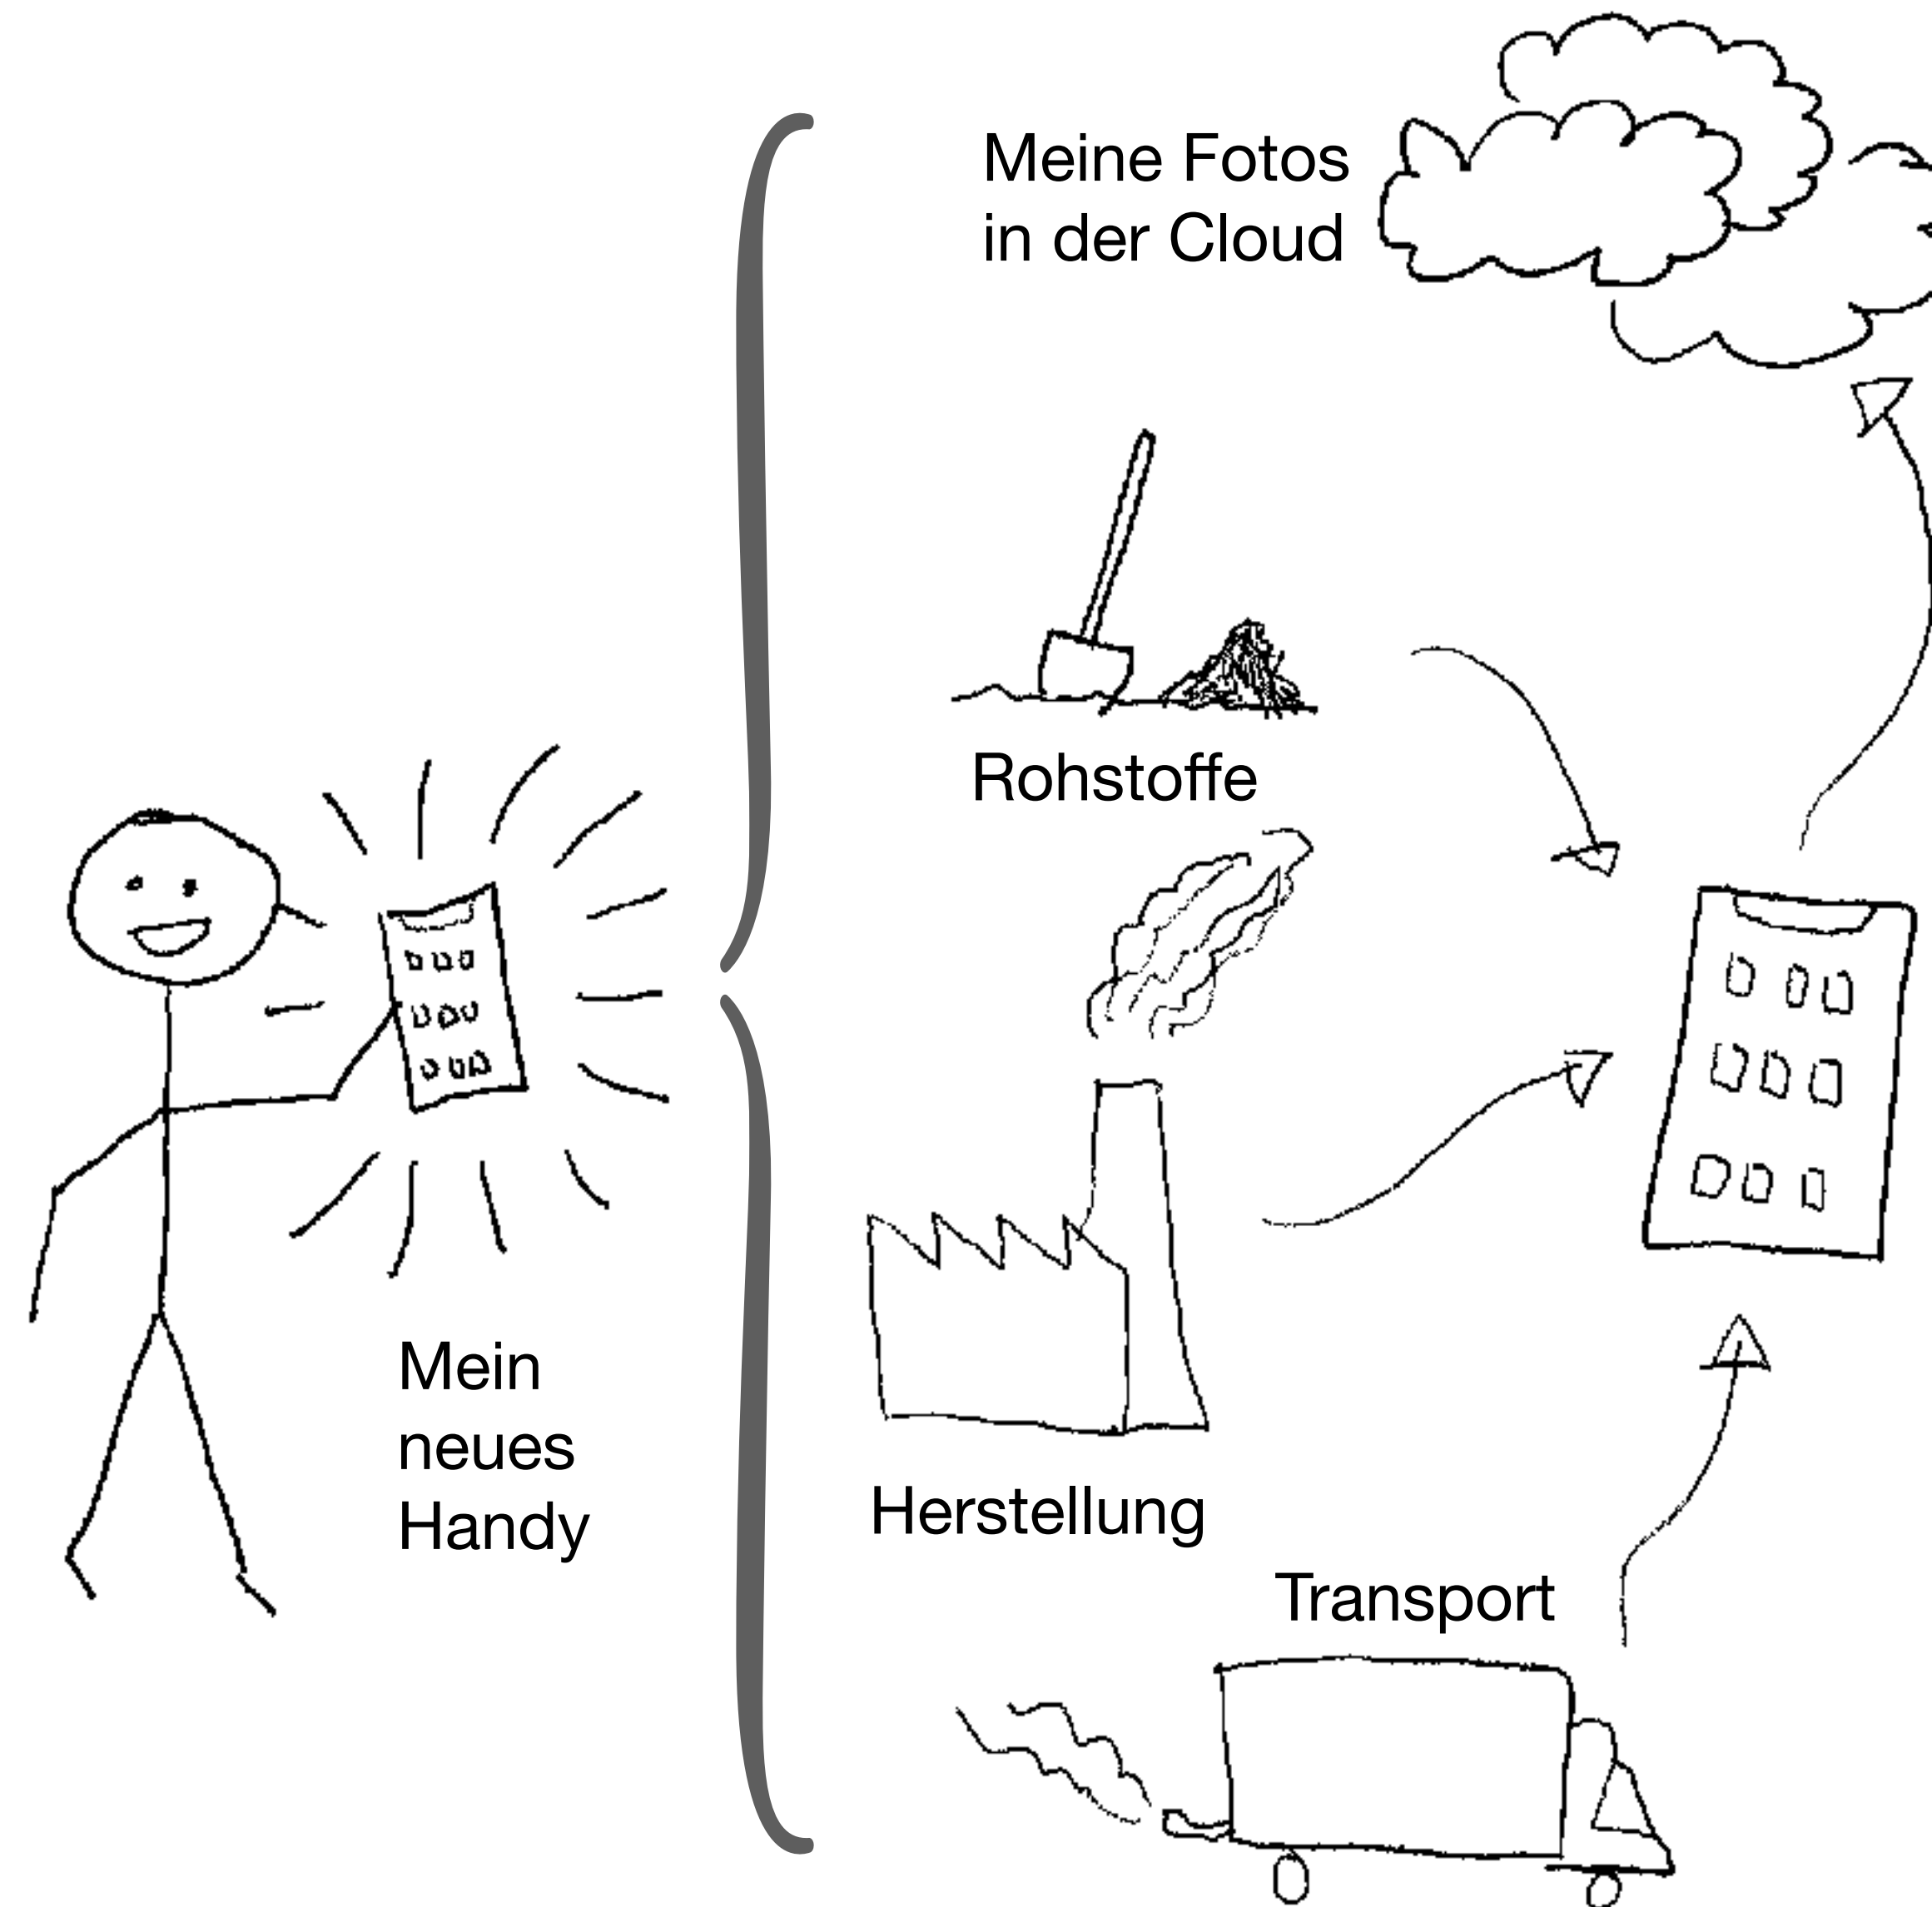 Meine Fotos
in der Cloud
Rohstoffe
Mein
neues
Handy
Herstellung
Transport